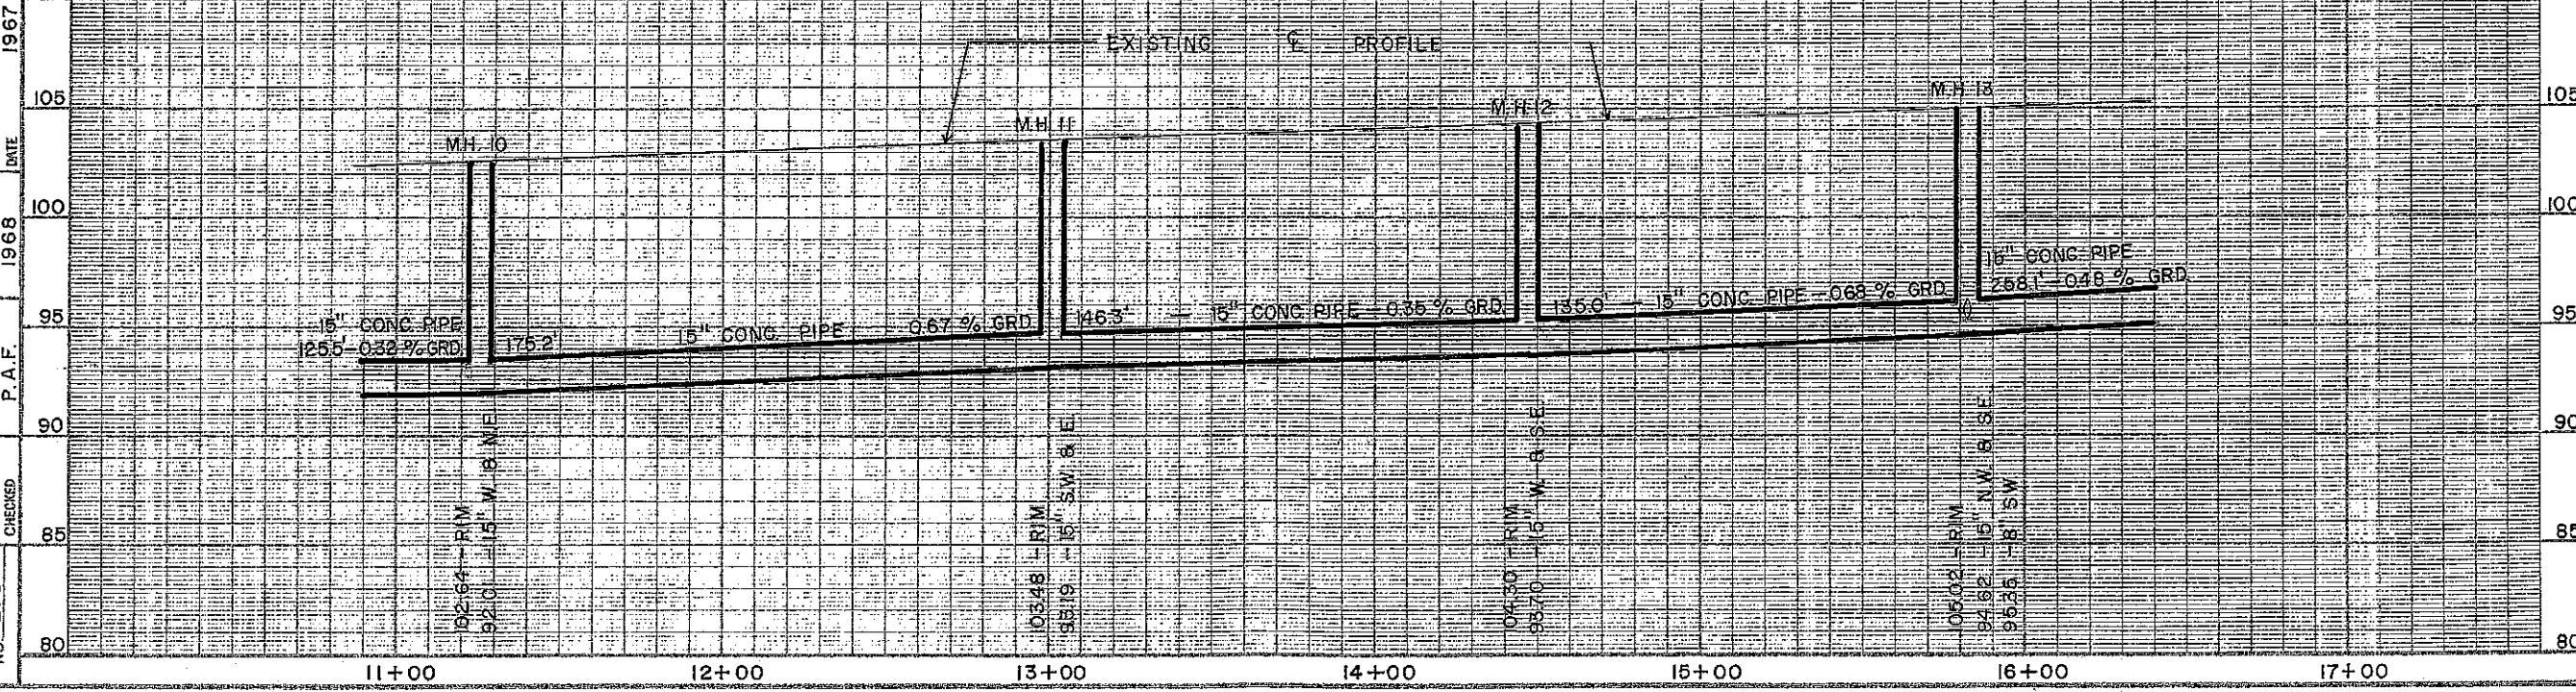 1967
DATE
1968
P. A. F.
CHECKED
EXISTING ℄ PROFILE
105
100
95
90
85
80
M.H. 10
M.H. 11
M.H. 12
M.H. 13
15" CONC. PIPE
125.5' 0.32 % GRD.
175.2' 15" CONC. PIPE 0.67 % GRD.
146.3' — 15" CONC. PIPE — 0.35 % GRD.
135.0' — 15" CONC. PIPE — 0.68 % GRD.
15" CONC. PIPE
258.1' — 0.48 % GRD.
102.64 - RIM
92.01 - 15" W. & N.E.
103.48 - RIM
93.19 - 15" S.W. & E.
104.30 - RIM
93.70 - 15" W. & S.E.
105.02 - RIM
94.62 - 15" N.W. & S.E.
95.35 - 8" S.W.
105
100
95
90
85
80
11+00 12+00 13+00 14+00 15+00 16+00 17+00